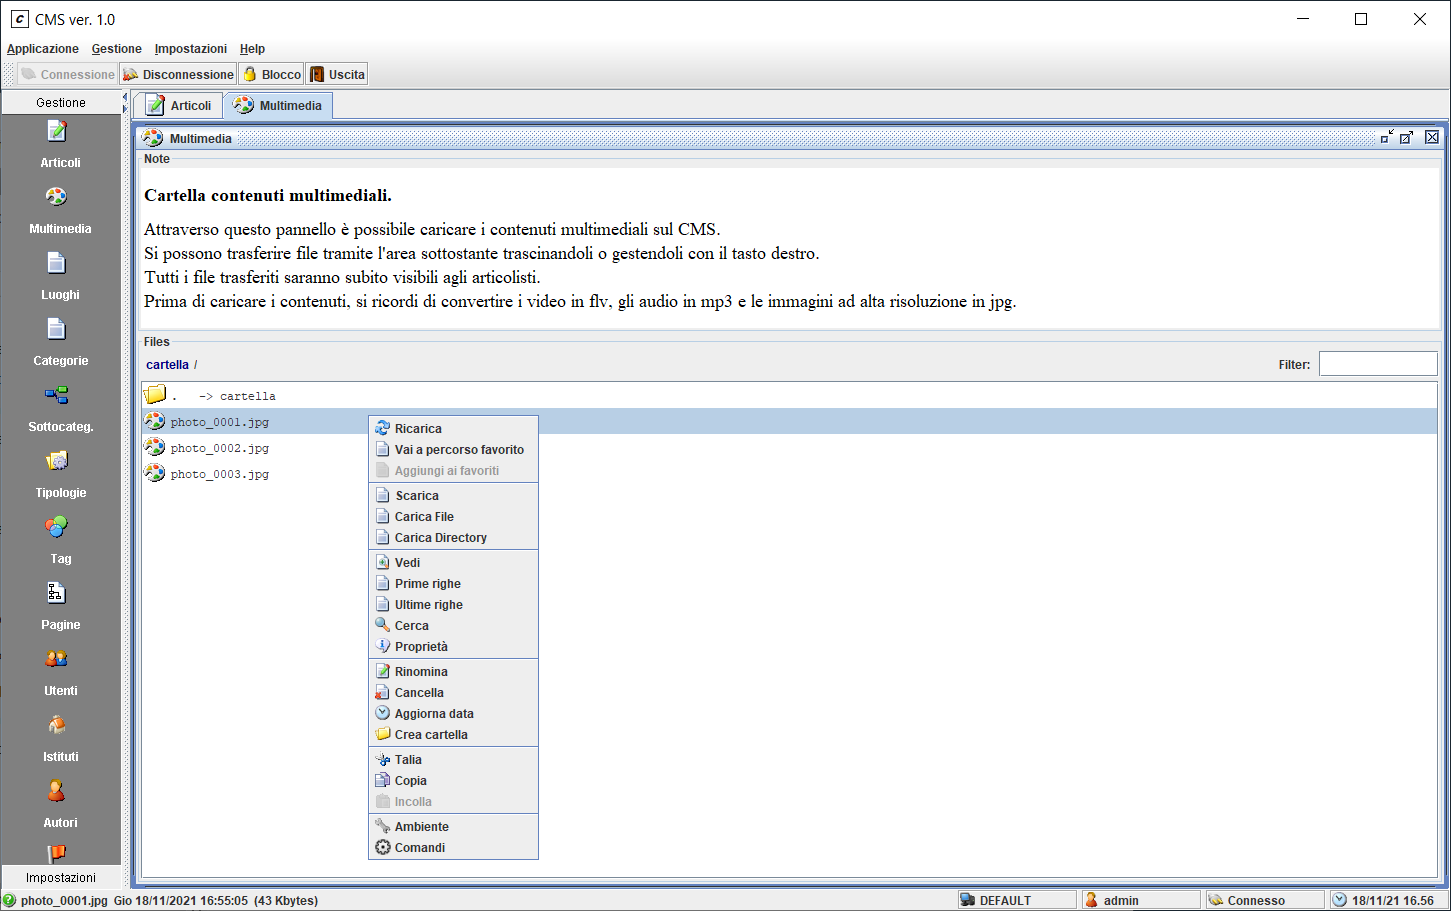 CMS ver. 1.0
Applicazione Gestione Impostazioni Help
Connessione Disconnessione Blocco Uscita
Gestione
Articoli
Multimedia
Luoghi
Categorie
Sottocateg.
Tipologie
Tag
Pagine
Utenti
Istituti
Autori
Impostazioni
Articoli Multimedia
Multimedia
Note
Cartella contenuti multimediali.
Attraverso questo pannello è possibile caricare i contenuti multimediali sul CMS.
Si possono trasferire file tramite l'area sottostante trascinandoli o gestendoli con il tasto destro.
Tutti i file trasferiti saranno subito visibili agli articolisti.
Prima di caricare i contenuti, si ricordi di convertire i video in flv, gli audio in mp3 e le immagini ad alta risoluzione in jpg.
Files
cartella / Filter:
. -> cartella
photo_0001.jpg
photo_0002.jpg
photo_0003.jpg
Ricarica
Vai a percorso favorito
Aggiungi ai favoriti
Scarica
Carica File
Carica Directory
Vedi
Prime righe
Ultime righe
Cerca
Proprietà
Rinomina
Cancella
Aggiorna data
Crea cartella
Talia
Copia
Incolla
Ambiente
Comandi
photo_0001.jpg Gio 18/11/2021 16:55:05 (43 Kbytes) DEFAULT admin Connesso 18/11/21 16.56